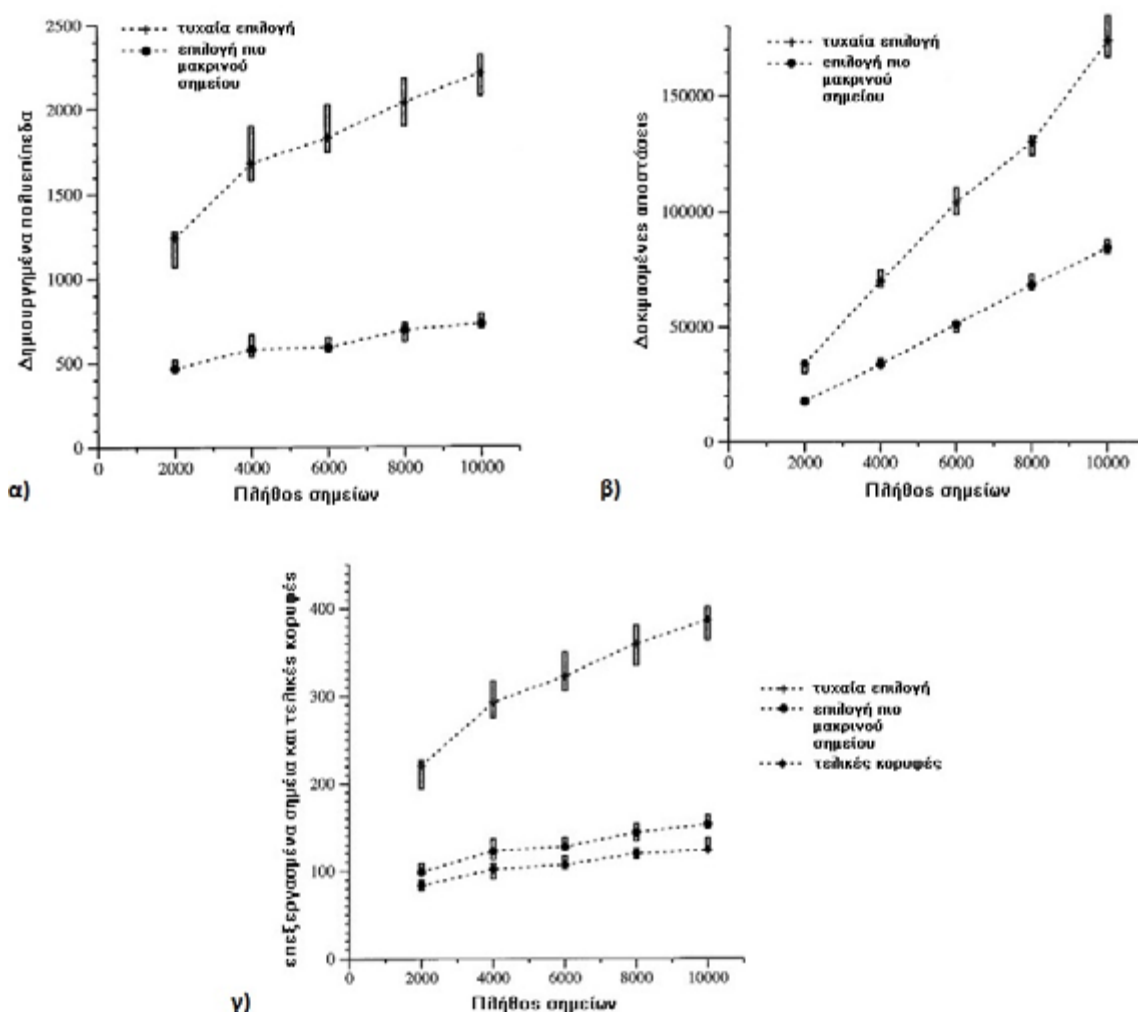 2500
2000
1500
1000
500
0
Δημιουργημένα πολυεπίπεδα
τυχαία επιλογή
επιλογή πιο
μακρινού
σημείου
0 2000 4000 6000 8000 10000
Πλήθος σημείων
α)
150000
100000
50000
0
Δοκιμασμένες αποστάσεις
τυχαία επιλογή
επιλογή πιο
μακρινού
σημείου
0 2000 4000 6000 8000 10000
Πλήθος σημείων
β)
400
300
200
100
0
επεξεργασμένα σημεία και τελικές κορυφές
0 2000 4000 6000 8000 10000
Πλήθος σημείων
τυχαία επιλογή
επιλογή πιο
μακρινού
σημείου
τελικές κορυφές
γ)